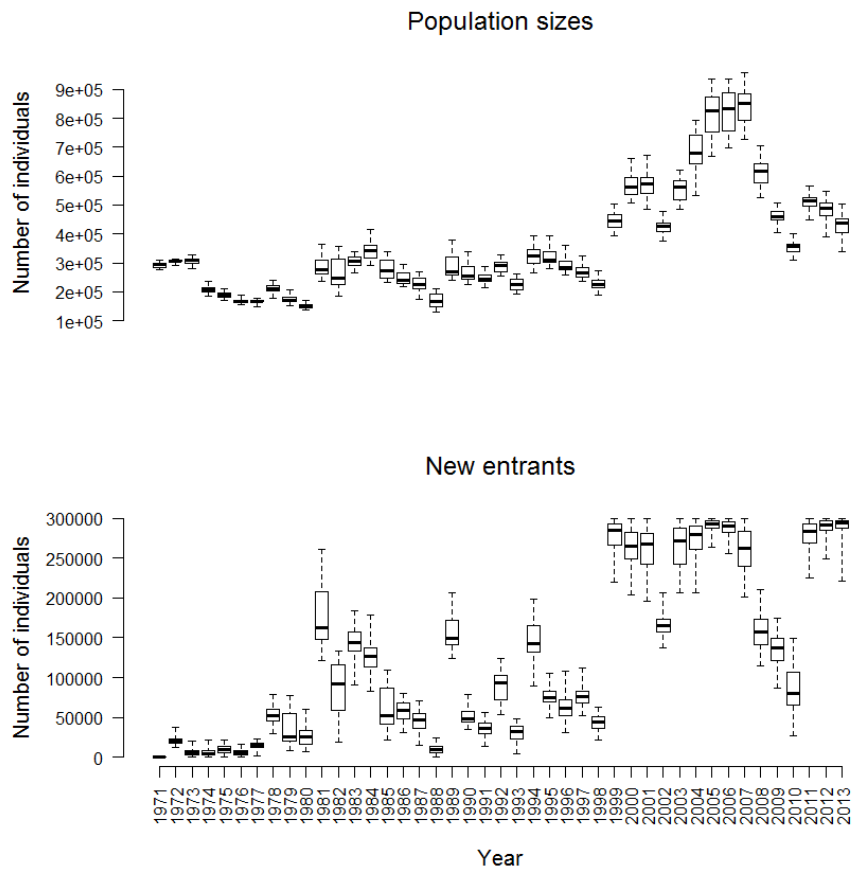 Population sizes
Number of individuals
9e+05
8e+05
7e+05
6e+05
5e+05
4e+05
3e+05
2e+05
1e+05
New entrants
Number of individuals
300000
250000
200000
150000
100000
50000
0
1971 1972 1973 1974 1975 1976 1977 1978 1979 1980 1981 1982 1983 1984 1985 1986 1987 1988 1989 1990 1991 1992 1993 1994 1995 1996 1997 1998 1999 2000 2001 2002 2003 2004 2005 2006 2007 2008 2009 2010 2011 2012 2013
Year